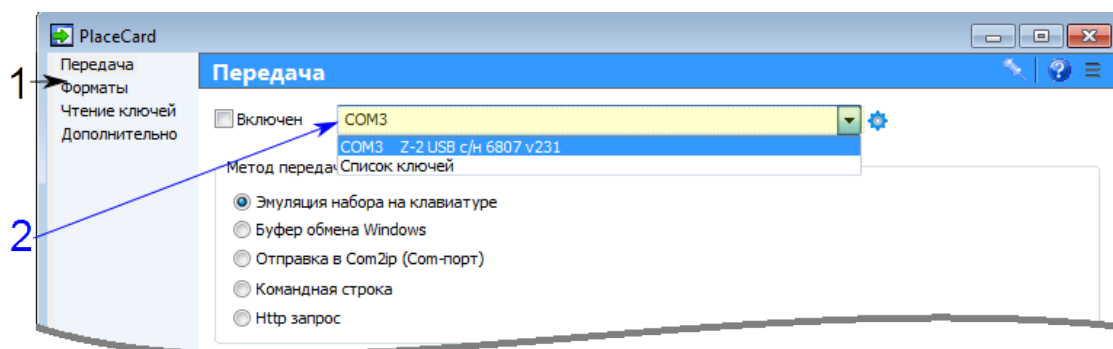 PlaceCard
1
Передача
Форматы
Чтение ключей
Дополнительно
Передача
Включен
COM3
COM3 Z-2 USB с/н 6807 v231
Список ключей
Метод переда
2
Эмуляция набора на клавиатуре
Буфер обмена Windows
Отправка в Com2ip (Com-порт)
Командная строка
Http запрос